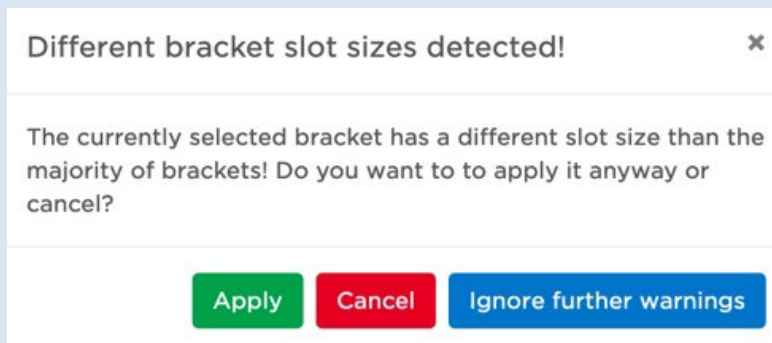 Different bracket slot sizes detected! ×
The currently selected bracket has a different slot size than the
majority of brackets! Do you want to to apply it anyway or
cancel?
Apply Cancel Ignore further warnings